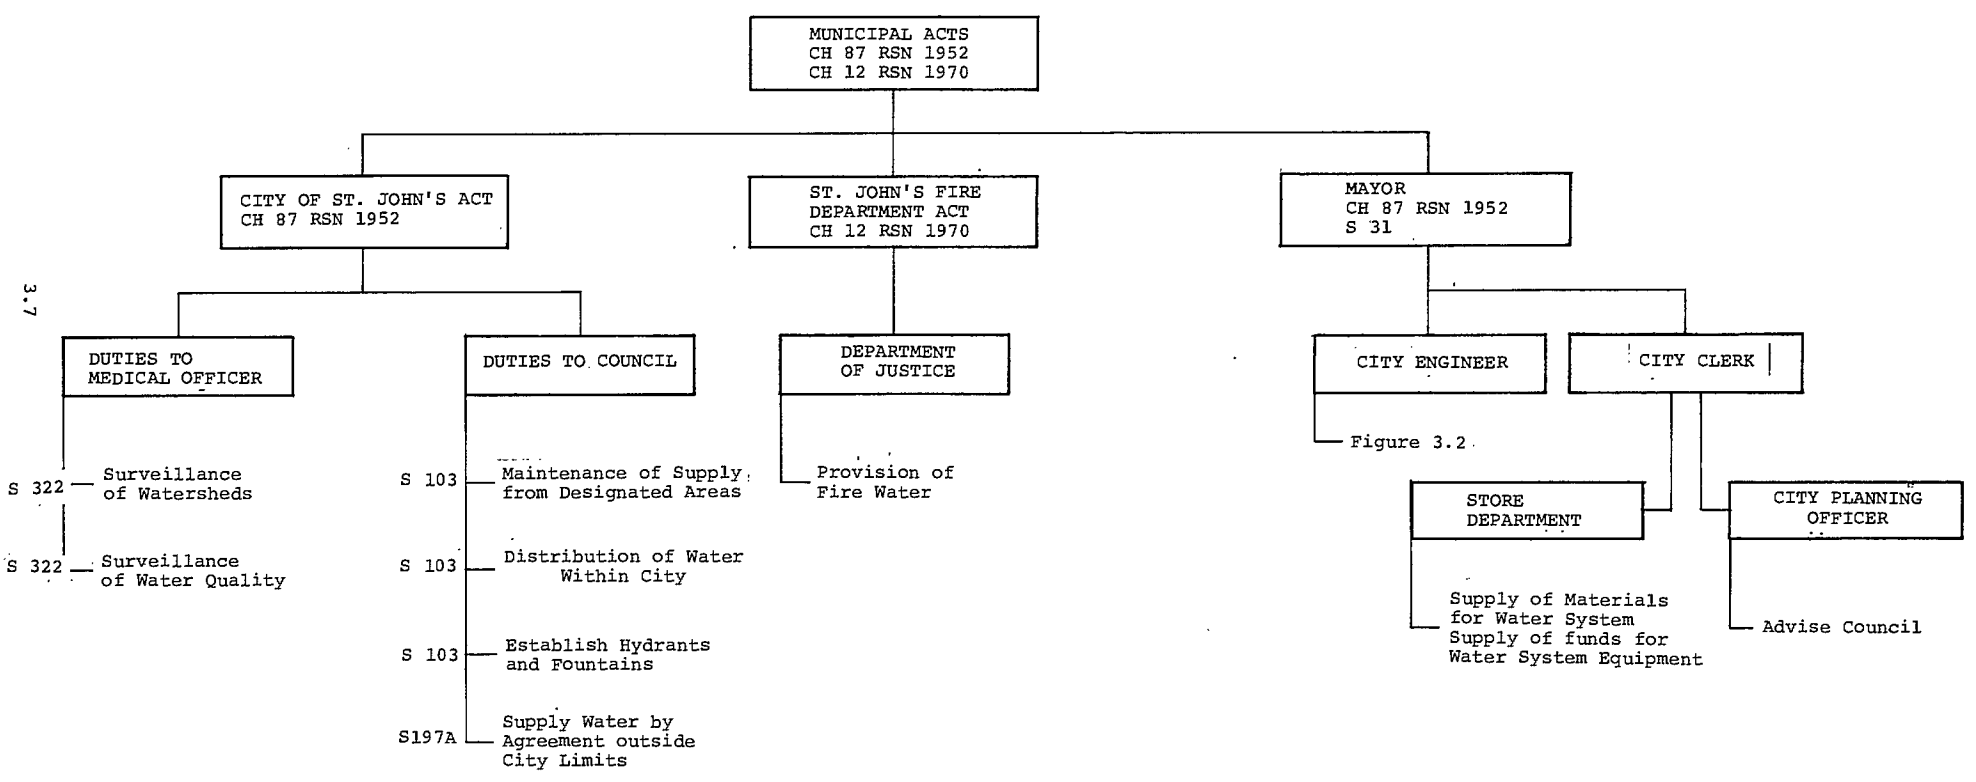 MUNICIPAL ACTS
CH 87 RSN 1952
CH 12 RSN 1970
CITY OF ST. JOHN'S ACT
CH 87 RSN 1952
ST. JOHN'S FIRE
DEPARTMENT ACT
CH 12 RSN 1970
MAYOR
CH 87 RSN 1952
S 31
3.7
DUTIES TO
MEDICAL OFFICER
DUTIES TO COUNCIL
DEPARTMENT
OF JUSTICE
CITY ENGINEER
CITY CLERK
S 322
Surveillance
of Watersheds
S 322
Surveillance
of Water Quality
S 103
Maintenance of Supply
from Designated Areas
S 103
Distribution of Water
Within City
S 103
Establish Hydrants
and Fountains
S197A
Supply Water by
Agreement outside
City Limits
Provision of
Fire Water
Figure 3.2
STORE
DEPARTMENT
CITY PLANNING
OFFICER
Supply of Materials
for Water System
Supply of funds for
Water System Equipment
Advise Council